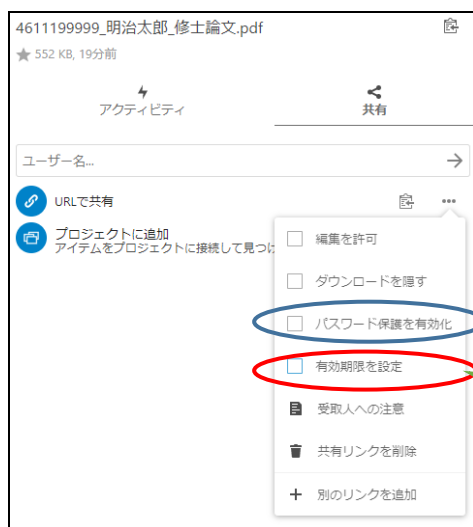 4611199999_明治太郎_修士論文.pdf
★ 552 KB, 19分前
アクティビティ
共有
ユーザー名...
URLで共有
プロジェクトに追加
アイテムをプロジェクトに接続して見つけ
編集を許可
ダウンロードを隠す
パスワード保護を有効化
有効期限を設定
受取人への注意
共有リンクを削除
別のリンクを追加